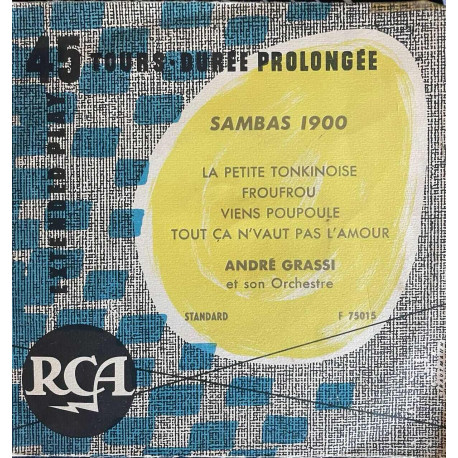 45 TOURS · DURÉE PROLONGÉE
EXTENDED PLAY
SAMBAS 1900
LA PETITE TONKINOISE
FROUFROU
VIENS POUPOULE
TOUT ÇA N'VAUT PAS L'AMOUR
ANDRÉ GRASSI
et son Orchestre
STANDARD F 75015
RCA